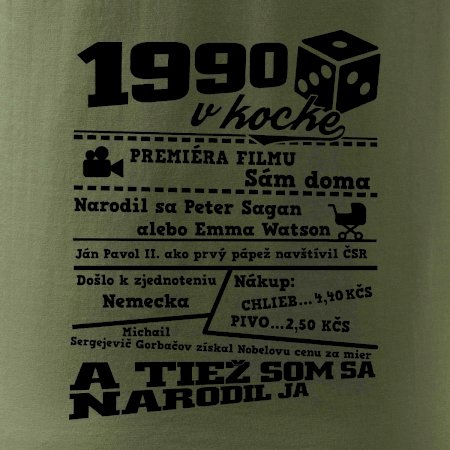 1990
v kocke
PREMIÉRA FILMU
Sám doma
Narodil sa Peter Sagan
alebo Emma Watson
Ján Pavol II. ako prvý pápež navštívil ČSR
Došlo k zjednoteniu
Nemecka
Nákup:
CHLIEB...4,40 KČS
PIVO...2,50 KČS
Michail
Sergejevič Gorbačov získal Nobelovu cenu za mier
A TIEŽ SOM SA
NARODIL JA